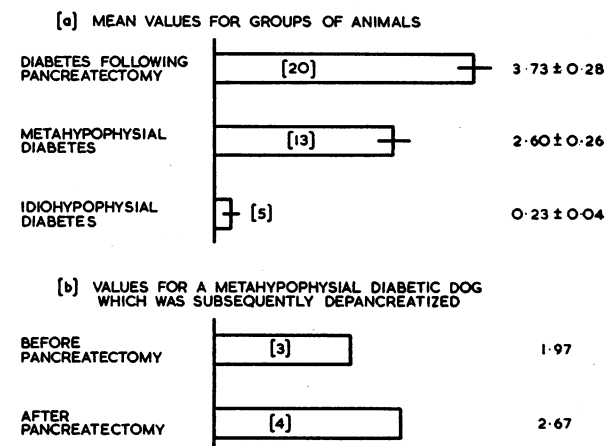 [a] MEAN VALUES FOR GROUPS OF ANIMALS
DIABETES FOLLOWING
PANCREATECTOMY
[20]
3·73 ± 0·28
METAHYPOPHYSIAL
DIABETES
[13]
2·60 ± 0·26
IDIOHYPOPHYSIAL
DIABETES
[5]
0·23 ± 0·04
[b] VALUES FOR A METAHYPOPHYSIAL DIABETIC DOG
WHICH WAS SUBSEQUENTLY DEPANCREATIZED
BEFORE
PANCREATECTOMY
[3]
1·97
AFTER
PANCREATECTOMY
[4]
2·67